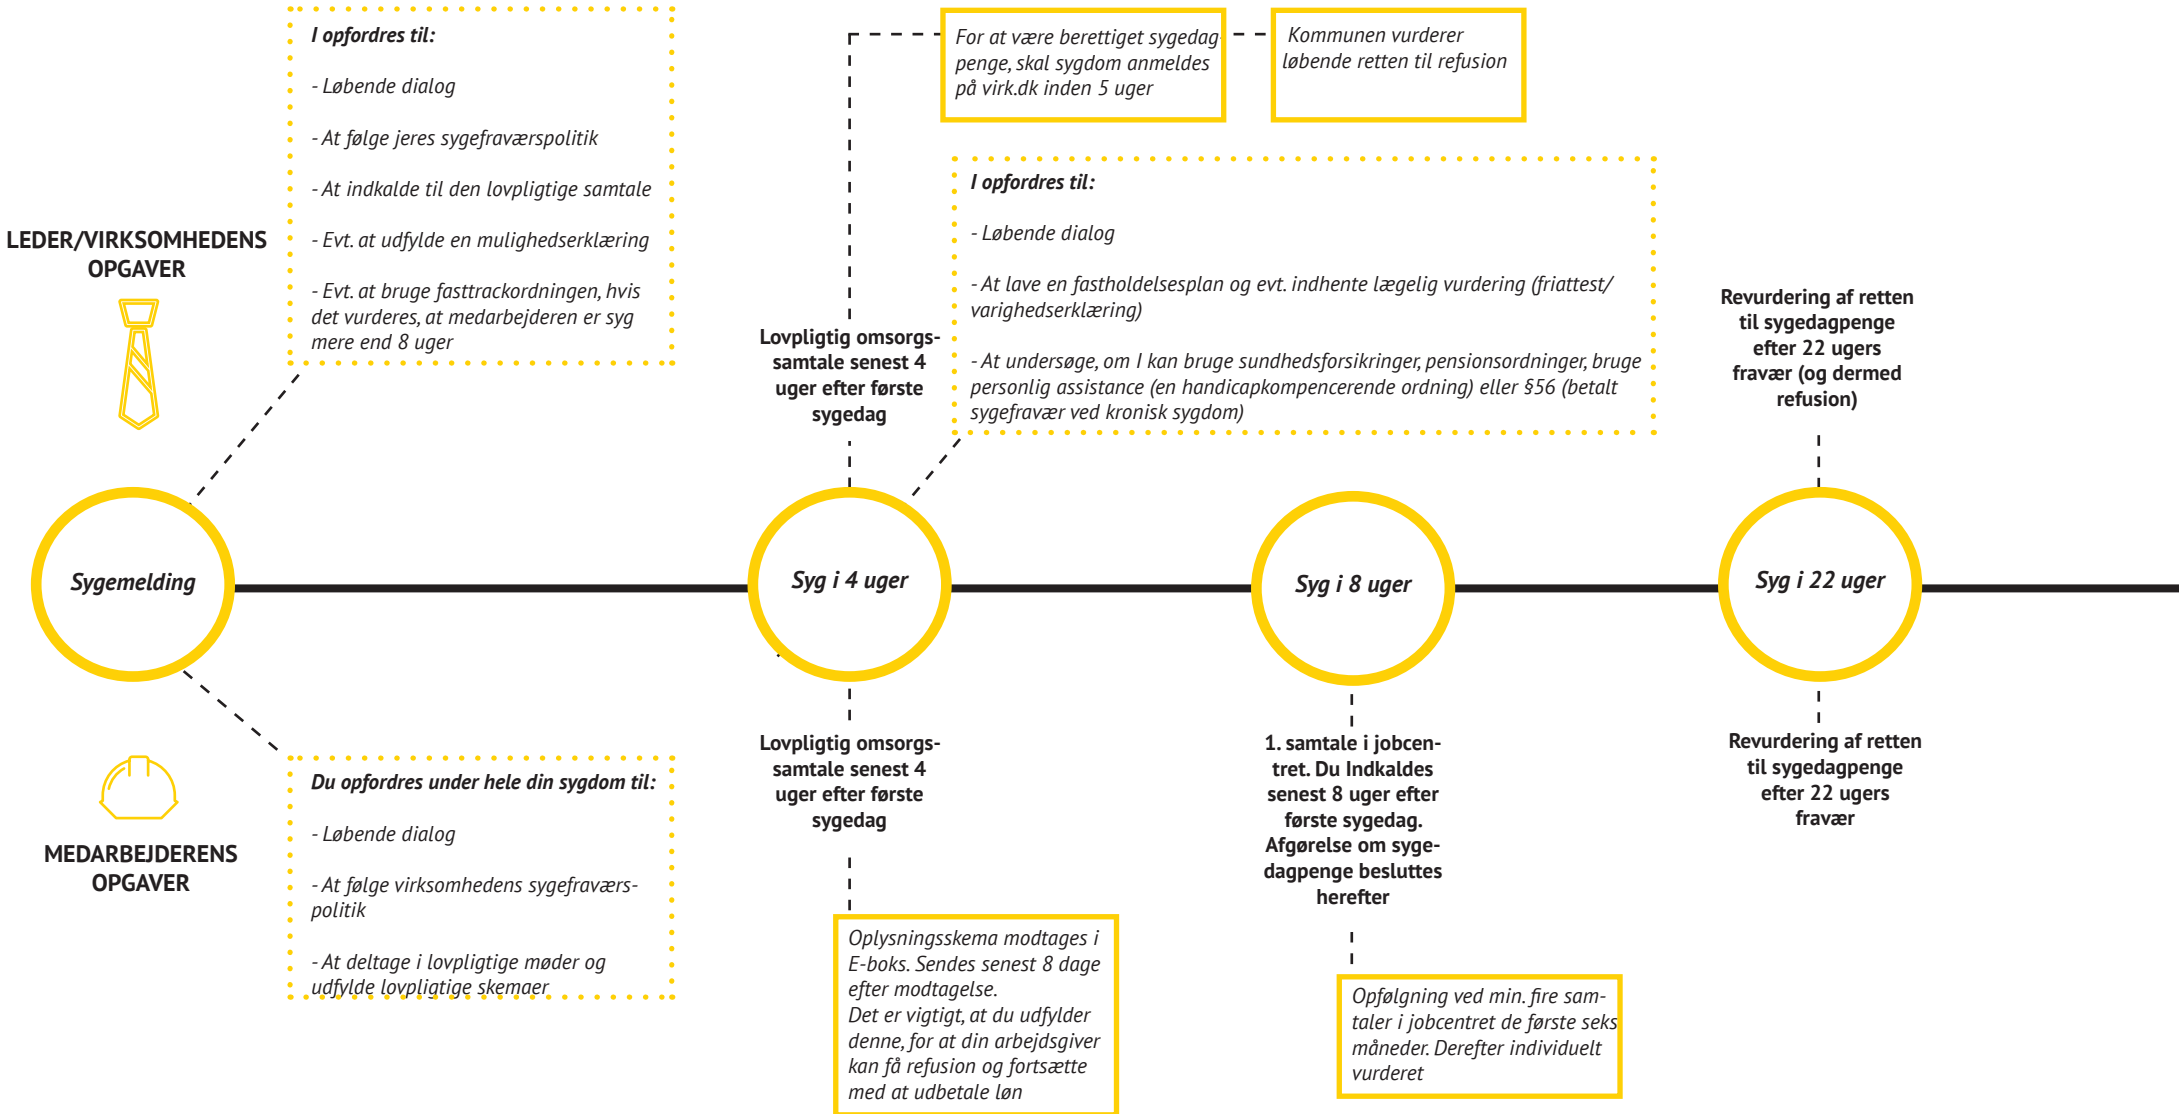 I opfordres til:
- Løbende dialog
- At følge jeres sygefraværspolitik
- At indkalde til den lovpligtige samtale
- Evt. at udfylde en mulighedserklæring
- Evt. at bruge fasttrackordningen, hvis
det vurderes, at medarbejderen er syg
mere end 8 uger
For at være berettiget sygedag-
penge, skal sygdom anmeldes
på virk.dk inden 5 uger
Kommunen vurderer
løbende retten til refusion
LEDER/VIRKSOMHEDENS
OPGAVER
Lovpligtig omsorgs-
samtale senest 4
uger efter første
sygedag
I opfordres til:
- Løbende dialog
- At lave en fastholdelsesplan og evt. indhente lægelig vurdering (friattest/
varighedserklæring)
- At undersøge, om I kan bruge sundhedsforsikringer, pensionsordninger, bruge
personlig assistance (en handicapkompencerende ordning) eller §56 (betalt
sygefravær ved kronisk sygdom)
Revurdering af retten
til sygedagpenge
efter 22 ugers
fravær (og dermed
refusion)
Sygemelding
Syg i 4 uger
Syg i 8 uger
Syg i 22 uger
MEDARBEJDERENS
OPGAVER
Du opfordres under hele din sygdom til:
- Løbende dialog
- At følge virksomhedens sygefraværs-
politik
- At deltage i lovpligtige møder og
udfylde lovpligtige skemaer
Lovpligtig omsorgs-
samtale senest 4
uger efter første
sygedag
Oplysningsskema modtages i
E-boks. Sendes senest 8 dage
efter modtagelse.
Det er vigtigt, at du udfylder
denne, for at din arbejdsgiver
kan få refusion og fortsætte
med at udbetale løn
1. samtale i jobcen-
tret. Du Indkaldes
senest 8 uger efter
første sygedag.
Afgørelse om syge-
dagpenge besluttes
herefter
Opfølgning ved min. fire sam-
taler i jobcentret de første seks
måneder. Derefter individuelt
vurderet
Revurdering af retten
til sygedagpenge
efter 22 ugers
fravær